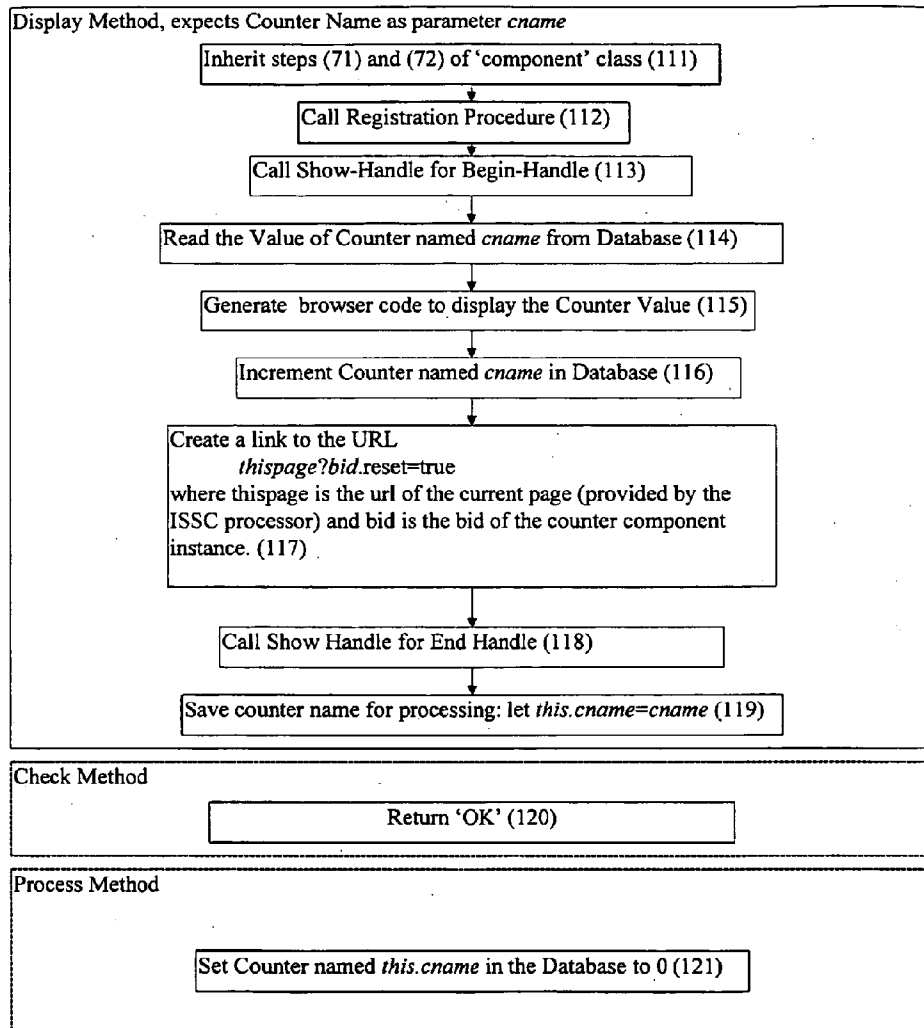 Display Method, expects Counter Name as parameter cname
Inherit steps (71) and (72) of ‘component’ class (111)
Call Registration Procedure (112)
Call Show-Handle for Begin-Handle (113)
Read the Value of Counter named cname from Database (114)
Generate browser code to display the Counter Value (115)
Increment Counter named cname in Database (116)
Create a link to the URL
thispage?bid.reset=true
where thispage is the url of the current page (provided by the
ISSC processor) and bid is the bid of the counter component
instance. (117)
Call Show Handle for End Handle (118)
Save counter name for processing: let this.cname=cname (119)
Check Method
Return ‘OK’ (120)
Process Method
Set Counter named this.cname in the Database to 0 (121)